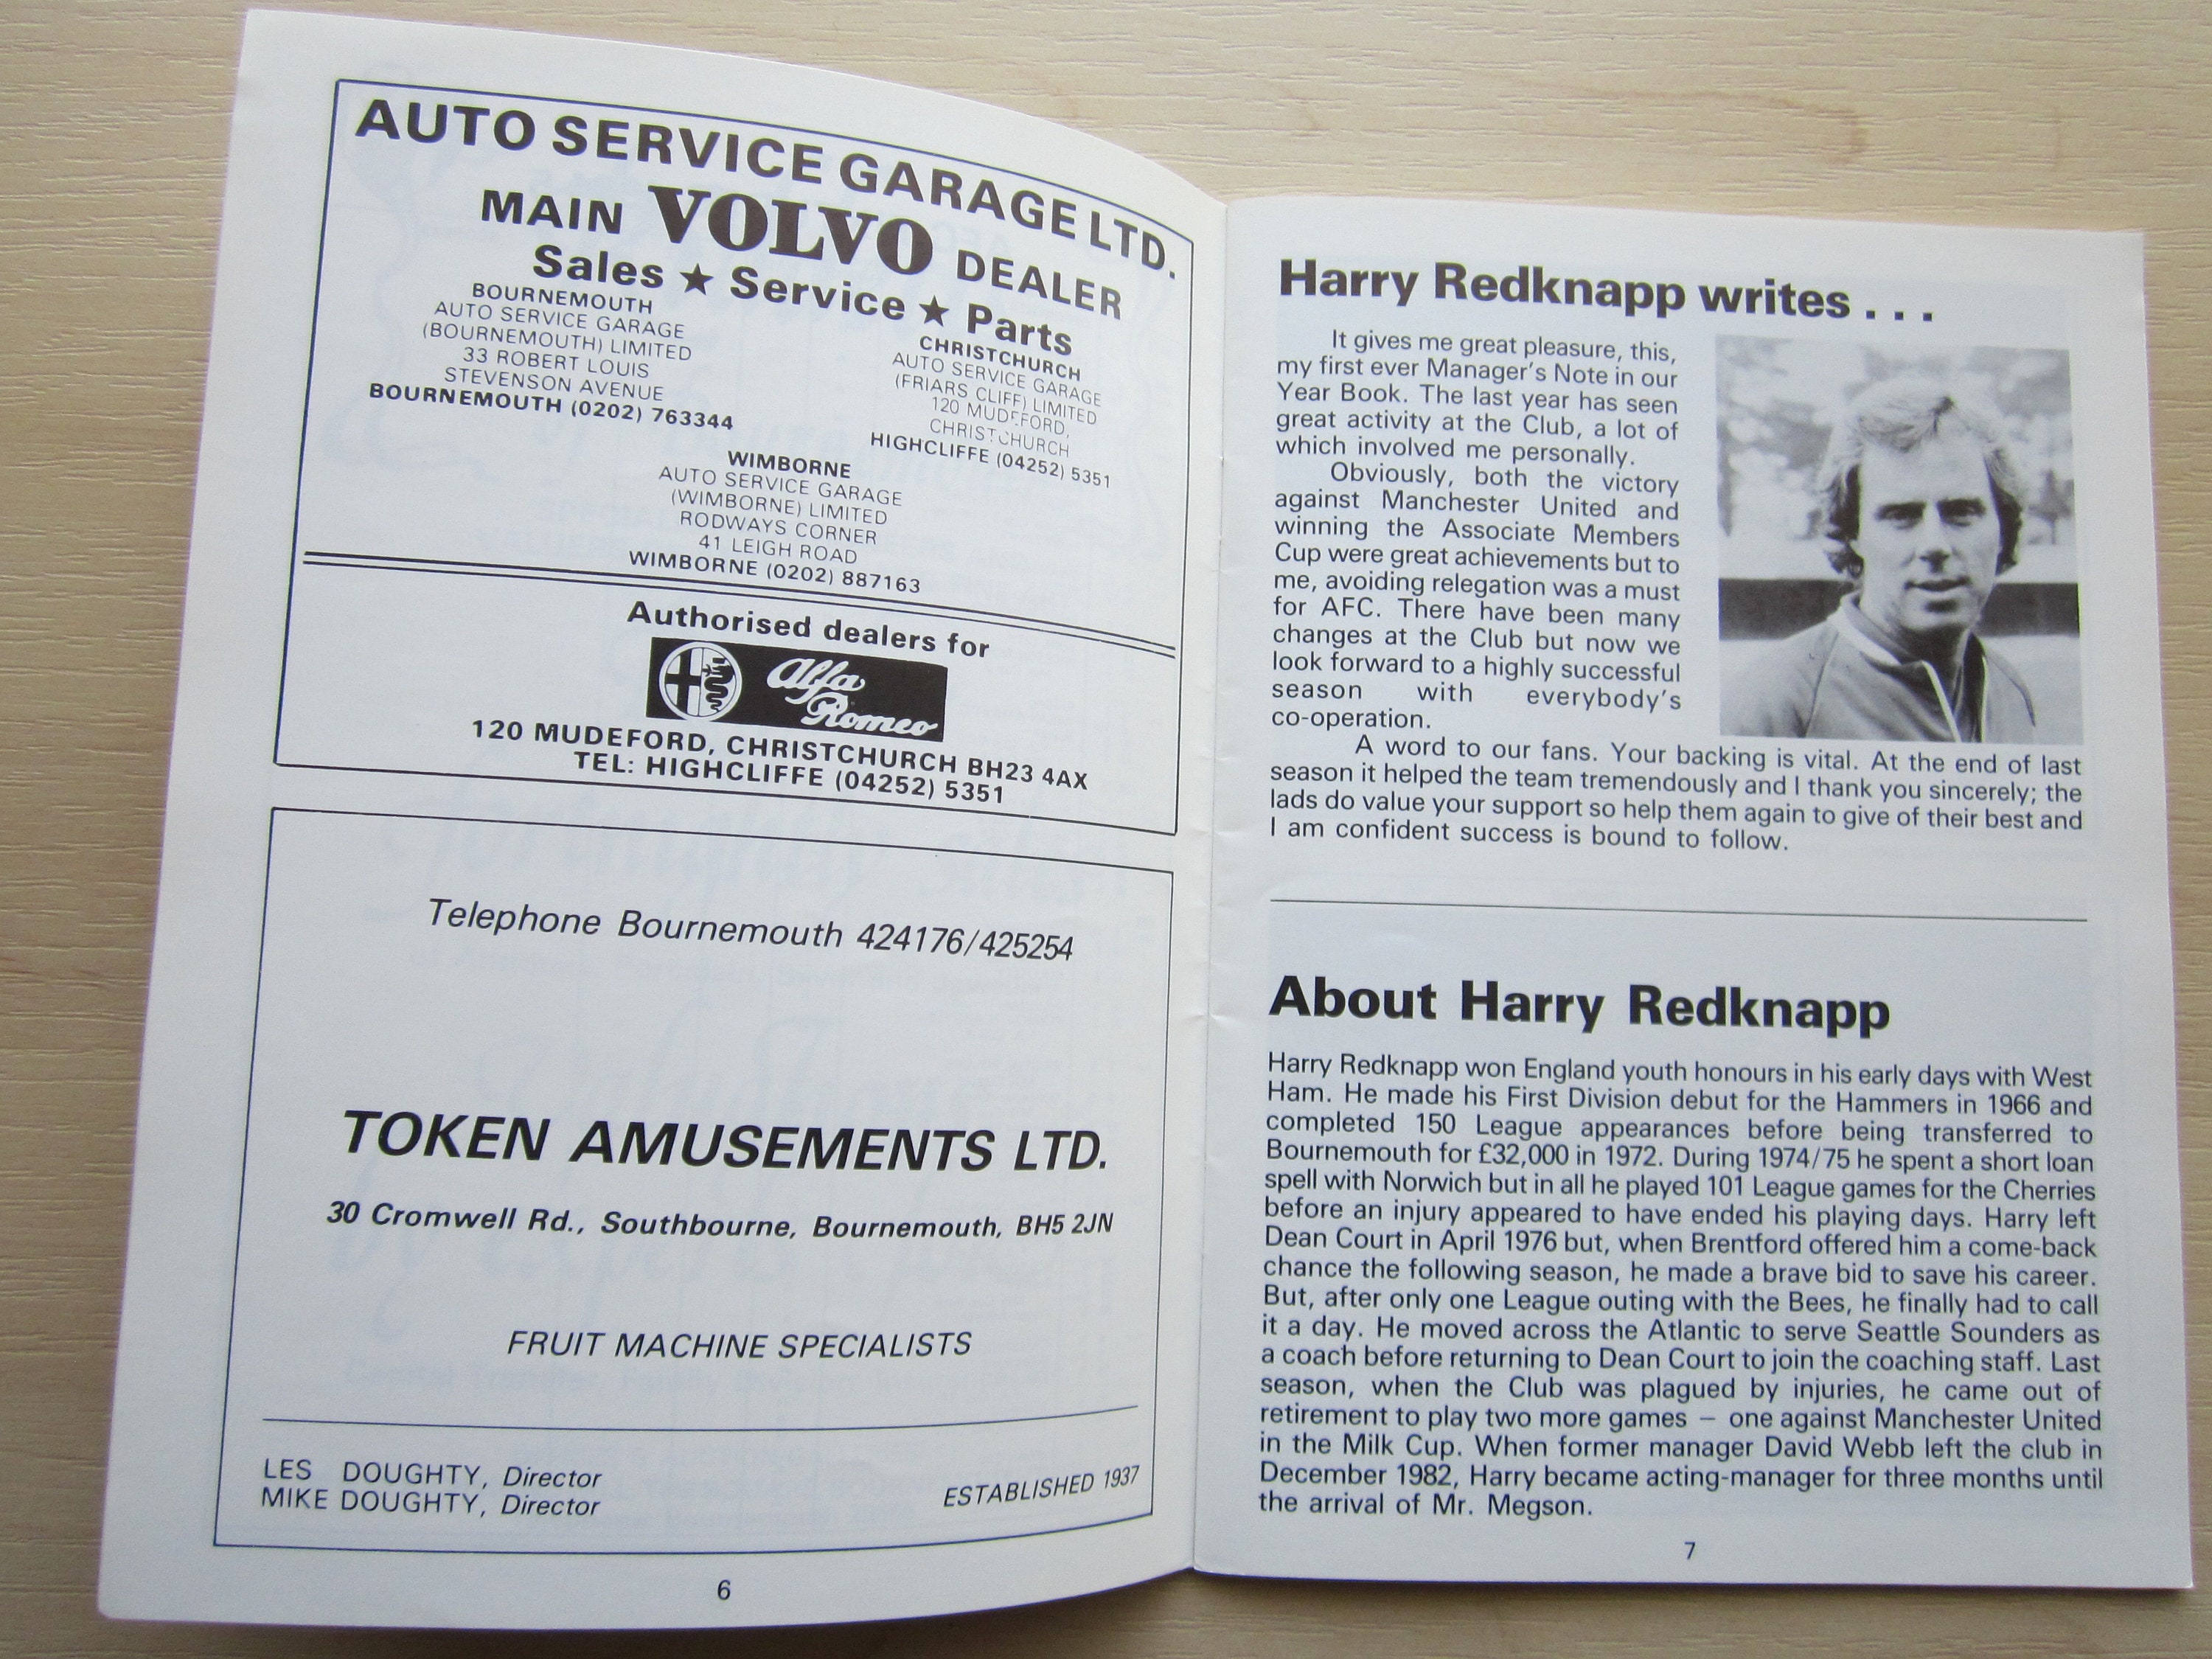 AUTO SERVICE GARAGE LTD.
MAIN VOLVO DEALER
Sales ★ Service ★ Parts
BOURNEMOUTH
AUTO SERVICE GARAGE
(BOURNEMOUTH) LIMITED
33 ROBERT LOUIS
STEVENSON AVENUE
BOURNEMOUTH (0202) 763344
CHRISTCHURCH
AUTO SERVICE GARAGE
(FRIARS CLIFF) LIMITED
120 MUDEFORD,
CHRISTCHURCH
HIGHCLIFFE (04252) 5351
WIMBORNE
AUTO SERVICE GARAGE
(WIMBORNE) LIMITED
RODWAYS CORNER
41 LEIGH ROAD
WIMBORNE (0202) 887163
Authorised dealers for
Alfa
Romeo
120 MUDEFORD, CHRISTCHURCH BH23 4AX
TEL: HIGHCLIFFE (04252) 5351
Telephone Bournemouth 424176/425254
TOKEN AMUSEMENTS LTD.
30 Cromwell Rd., Southbourne, Bournemouth, BH5 2JN
FRUIT MACHINE SPECIALISTS
LES DOUGHTY, Director
MIKE DOUGHTY, Director
ESTABLISHED 1937
6
Harry Redknapp writes . . .
It gives me great pleasure, this,
my first ever Manager's Note in our
Year Book. The last year has seen
great activity at the Club, a lot of
which involved me personally.
Obviously, both the victory
against Manchester United and
winning the Associate Members
Cup were great achievements but to
me, avoiding relegation was a must
for AFC. There have been many
changes at the Club but now we
look forward to a highly successful
season with everybody's
co-operation.
A word to our fans. Your backing is vital. At the end of last
season it helped the team tremendously and I thank you sincerely; the
lads do value your support so help them again to give of their best and
I am confident success is bound to follow.
About Harry Redknapp
Harry Redknapp won England youth honours in his early days with West
Ham. He made his First Division debut for the Hammers in 1966 and
completed 150 League appearances before being transferred to
Bournemouth for £32,000 in 1972. During 1974/75 he spent a short loan
spell with Norwich but in all he played 101 League games for the Cherries
before an injury appeared to have ended his playing days. Harry left
Dean Court in April 1976 but, when Brentford offered him a come-back
chance the following season, he made a brave bid to save his career.
But, after only one League outing with the Bees, he finally had to call
it a day. He moved across the Atlantic to serve Seattle Sounders as
a coach before returning to Dean Court to join the coaching staff. Last
season, when the Club was plagued by injuries, he came out of
retirement to play two more games – one against Manchester United
in the Milk Cup. When former manager David Webb left the club in
December 1982, Harry became acting-manager for three months until
the arrival of Mr. Megson.
7